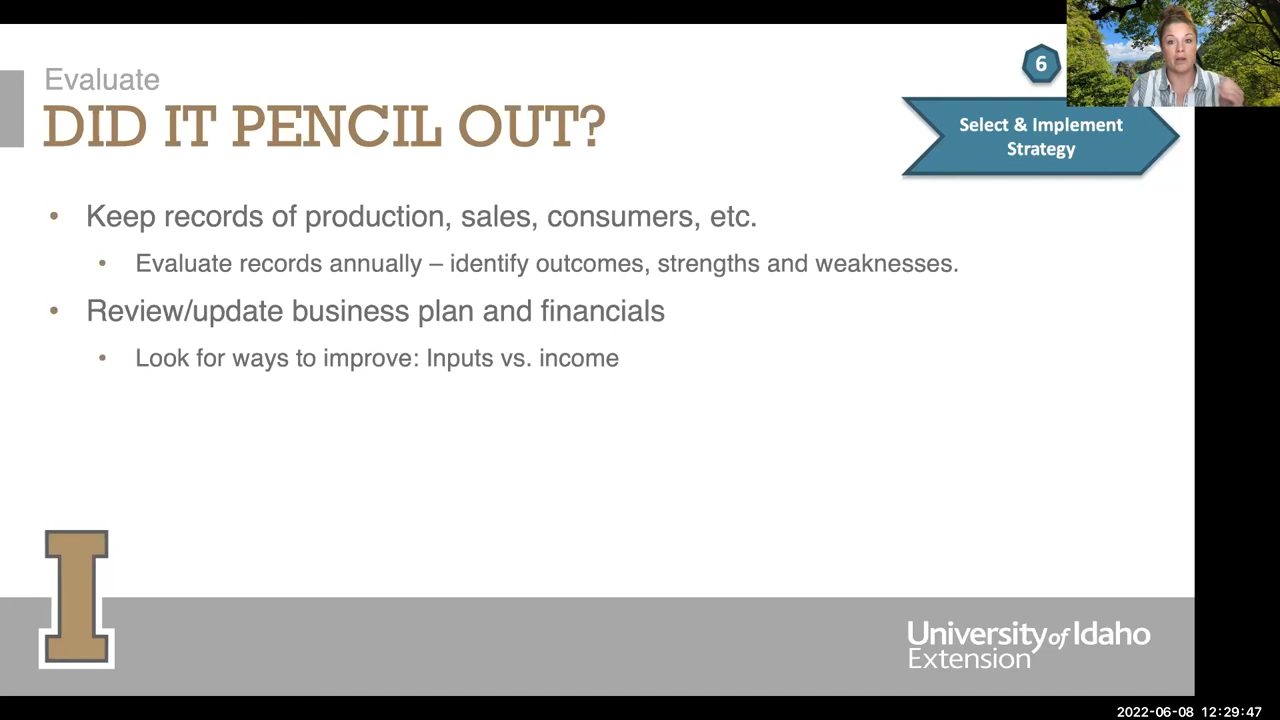 Evaluate
DID IT PENCIL OUT?
6
Select & Implement
Strategy
• Keep records of production, sales, consumers, etc.
• Evaluate records annually – identify outcomes, strengths and weaknesses.
• Review/update business plan and financials
• Look for ways to improve: Inputs vs. income
I
University of Idaho
Extension
2022-06-08 12:29:47